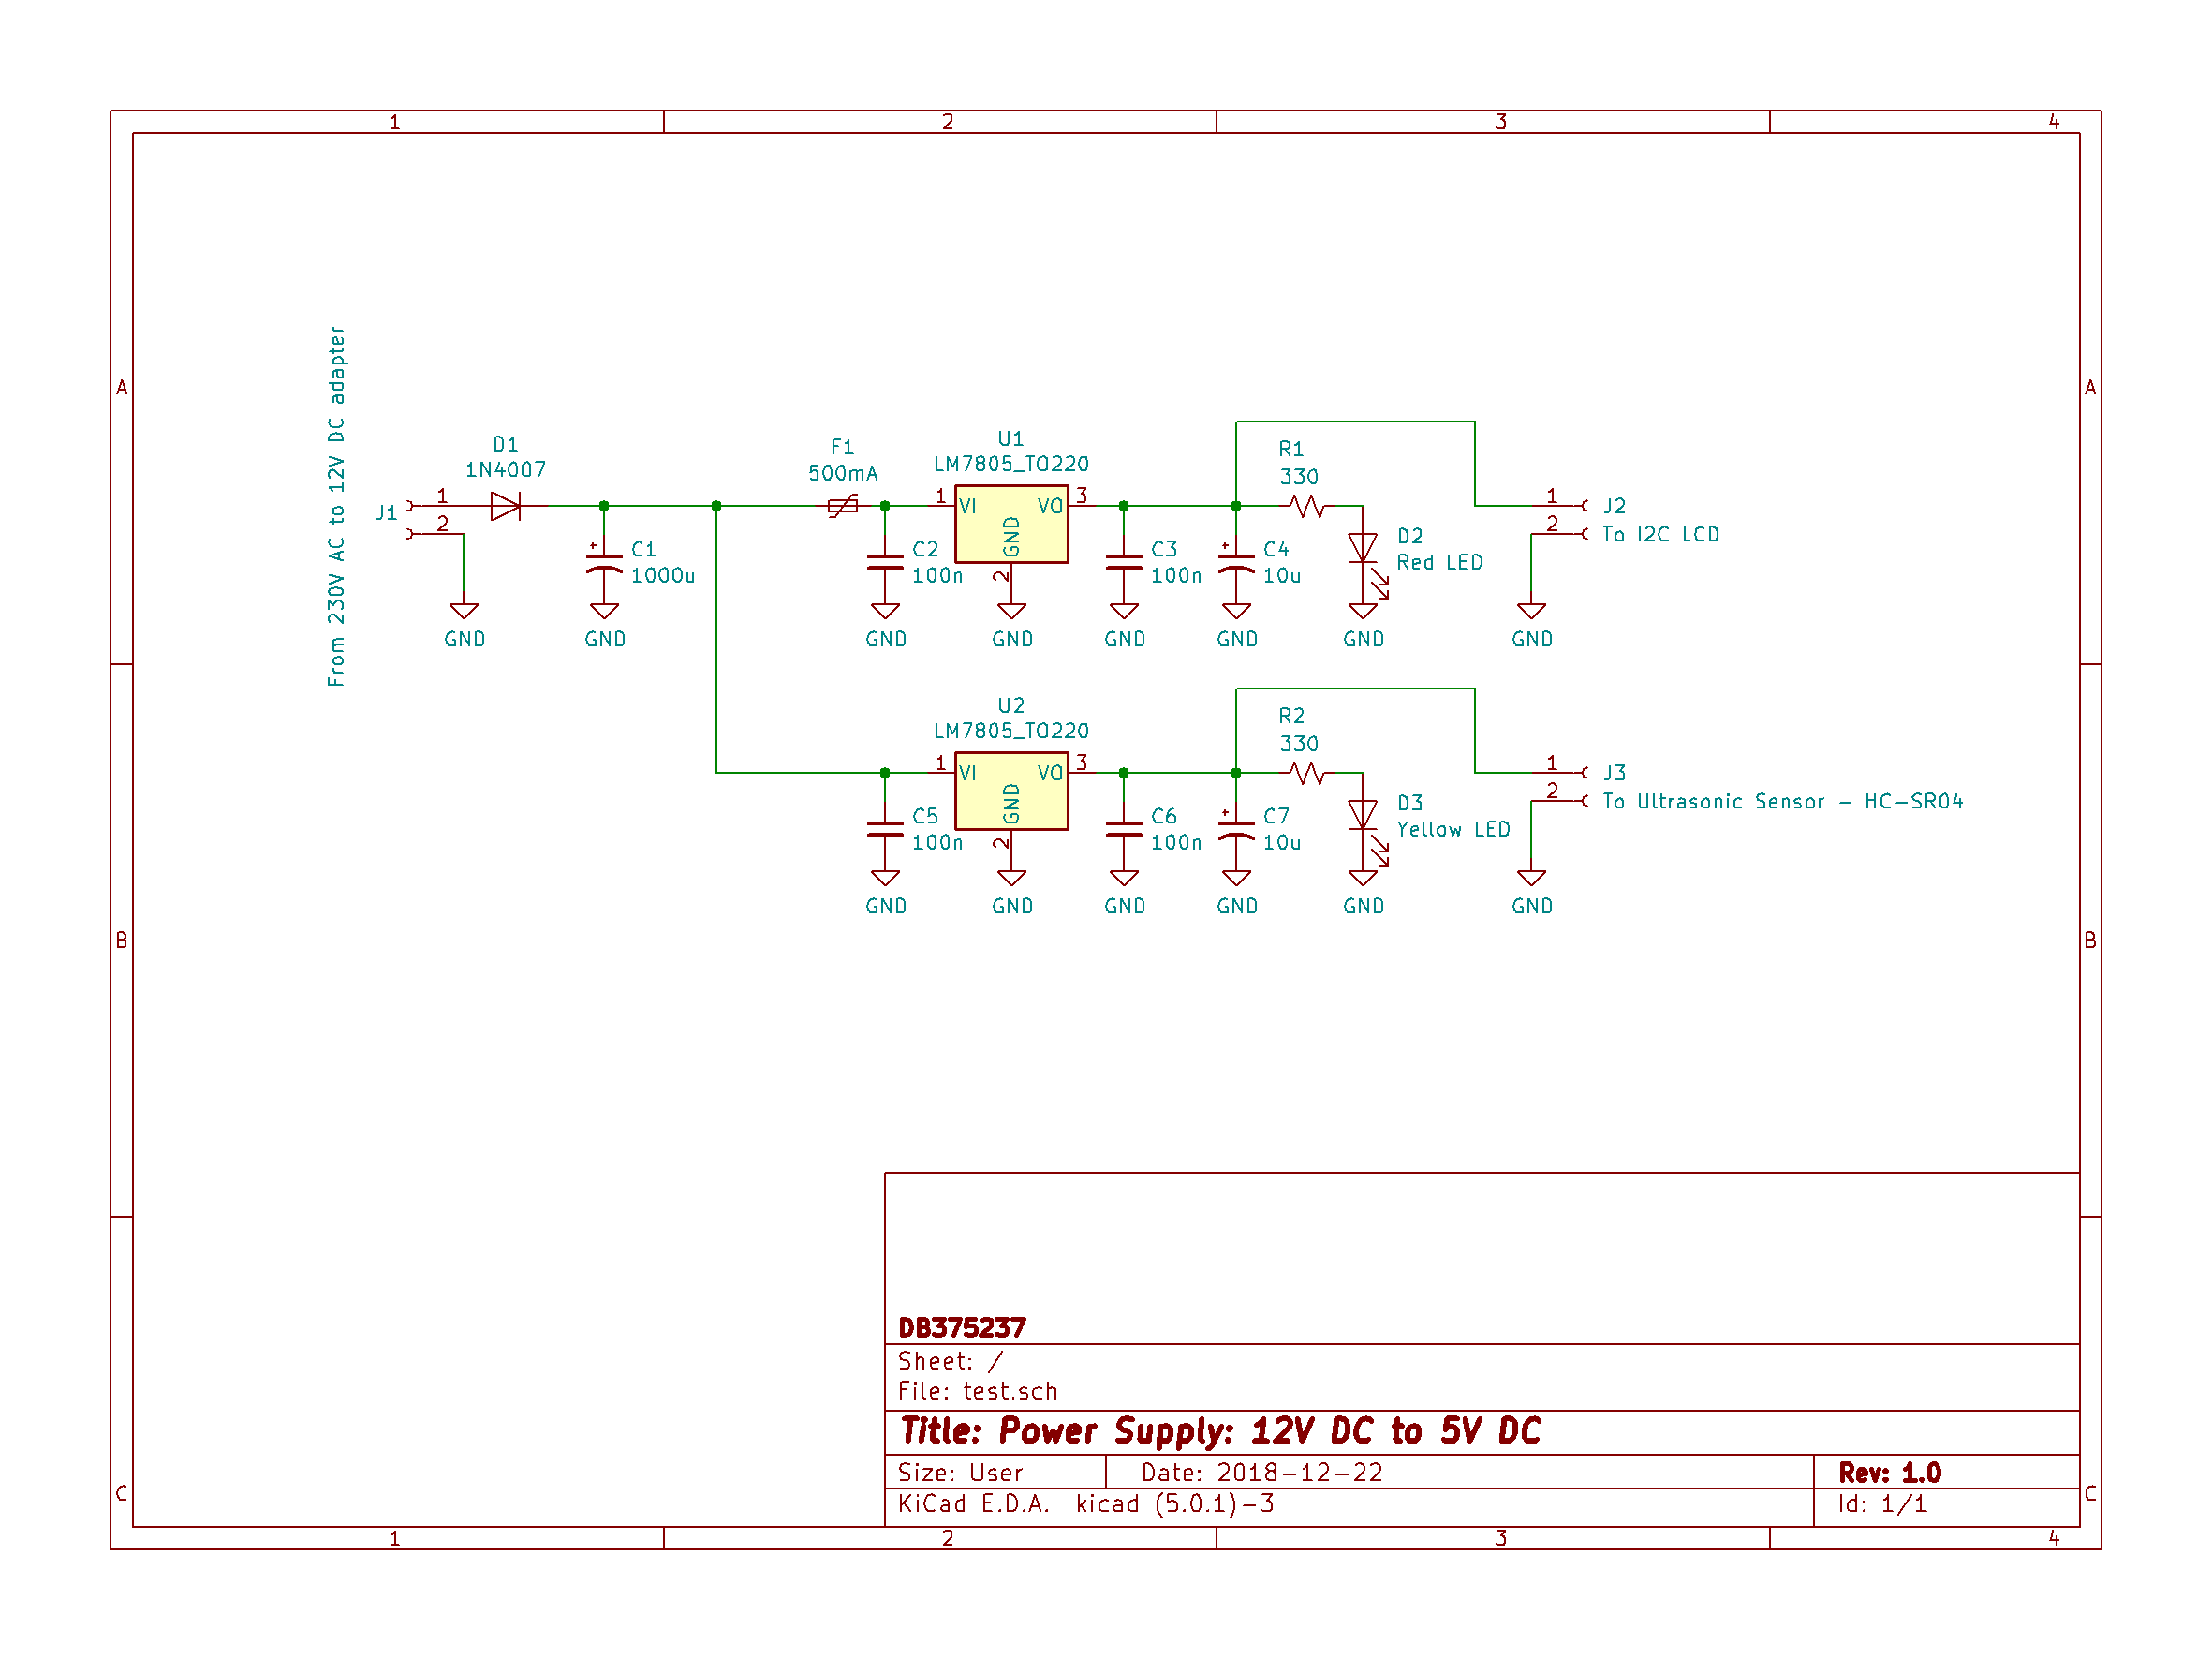 1 2 3 4
A A
From 230V AC to 12V DC adapter
J1
1
2
D1
1N4007
GND
C1
1000u
GND
F1
500mA
C2
100n
GND
U1
LM7805_TO220
1 VI VO 3
GND
2
GND
C3
100n
GND
C4
10u
GND
R1
330
D2
Red LED
GND
1 J2
2 To I2C LCD
GND
U2
LM7805_TO220
1 VI VO 3
GND
2
GND
C5
100n
GND
C6
100n
GND
C7
10u
GND
R2
330
D3
Yellow LED
GND
1 J3
2 To Ultrasonic Sensor - HC-SR04
GND
B B
DB375237
Sheet: /
File: test.sch
Title: Power Supply: 12V DC to 5V DC
Size: User Date: 2018-12-22 Rev: 1.0
KiCad E.D.A. kicad (5.0.1)-3 Id: 1/1
C C
1 2 3 4